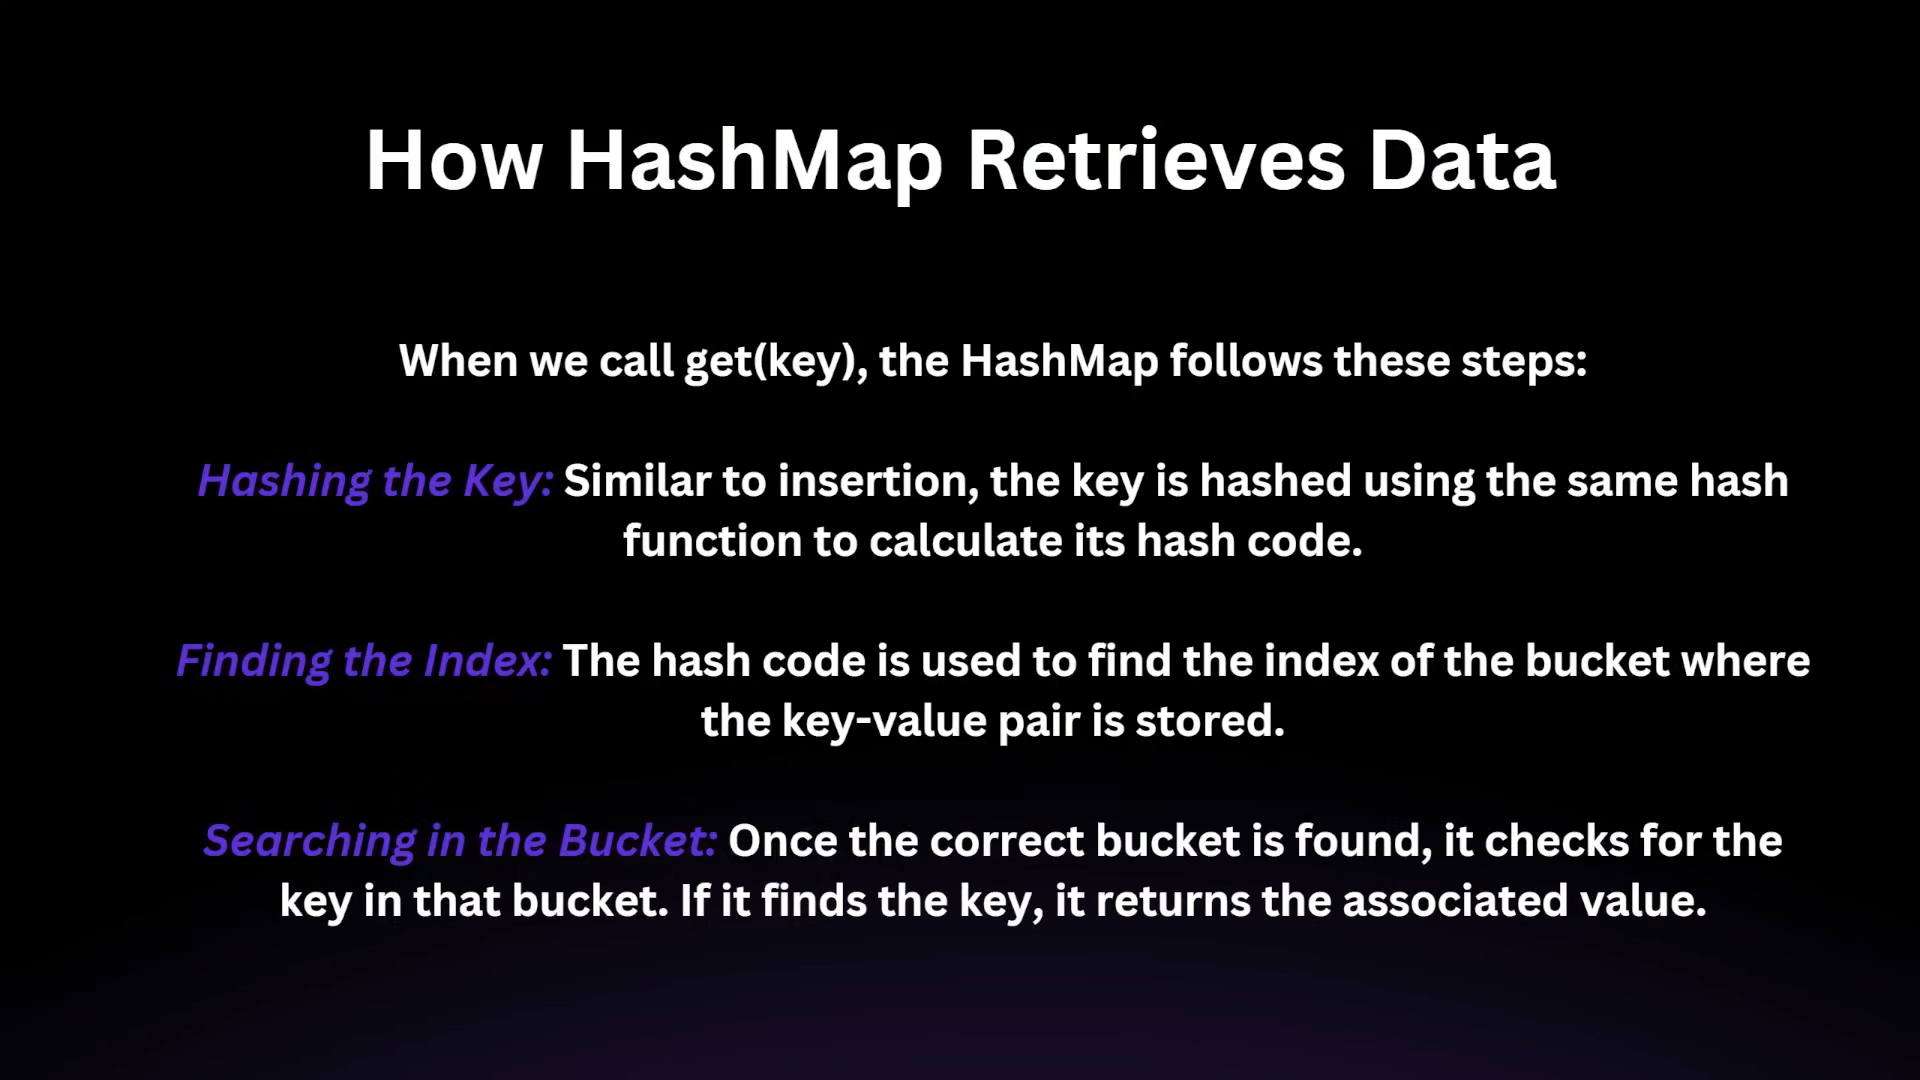 How HashMap Retrieves Data
When we call get(key), the HashMap follows these steps:
Hashing the Key: Similar to insertion, the key is hashed using the same hash
function to calculate its hash code.
Finding the Index: The hash code is used to find the index of the bucket where
the key-value pair is stored.
Searching in the Bucket: Once the correct bucket is found, it checks for the
key in that bucket. If it finds the key, it returns the associated value.